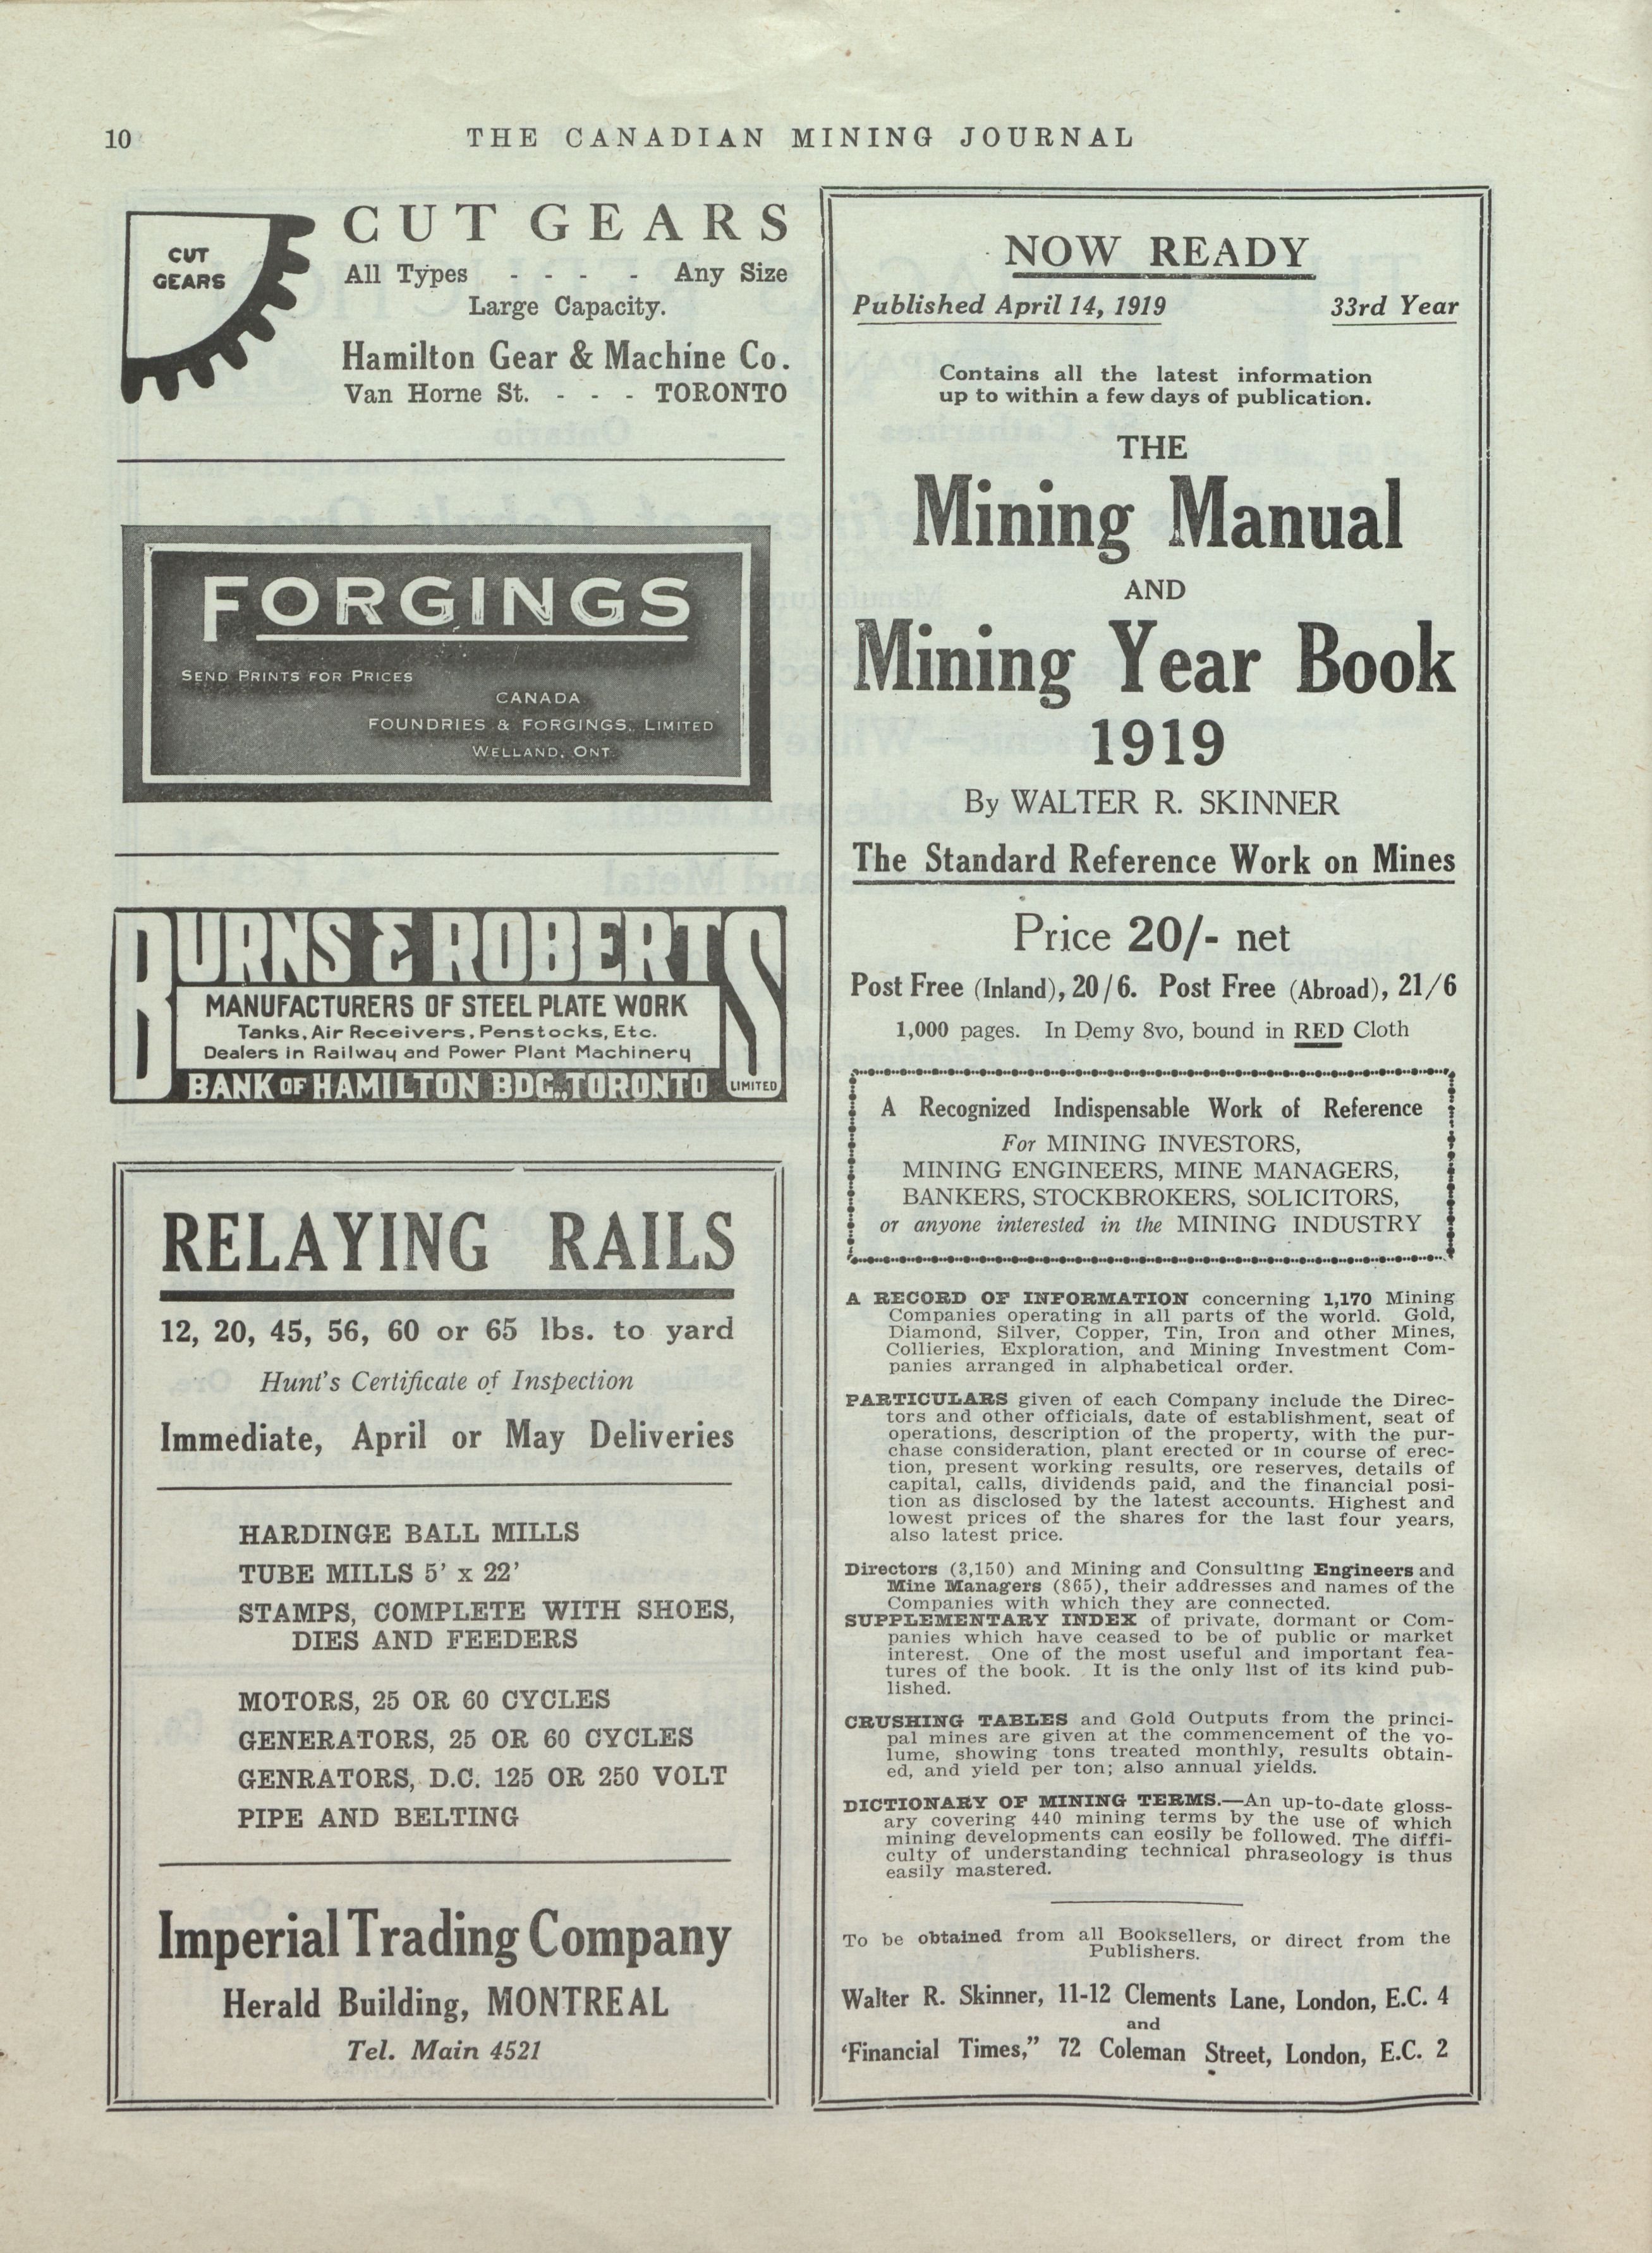 10
THE CANADIAN MINING JOURNAL
CUT
GEARS
CUT GEARS
All Types - - - - Any Size
Large Capacity.
Hamilton Gear & Machine Co.
Van Horne St. - - - TORONTO
FORGINGS
SEND PRINTS FOR PRICES
CANADA
FOUNDRIES & FORGINGS, LIMITED
WELLAND, ONT.
BURNS & ROBERTS
MANUFACTURERS OF STEEL PLATE WORK
Tanks, Air Receivers, Penstocks, Etc.
Dealers in Railway and Power Plant Machinery
BANK OF HAMILTON BDG., TORONTO LIMITED
RELAYING RAILS
12, 20, 45, 56, 60 or 65 lbs. to yard
Hunt's Certificate of Inspection
Immediate, April or May Deliveries
HARDINGE BALL MILLS
TUBE MILLS 5' x 22'
STAMPS, COMPLETE WITH SHOES,
DIES AND FEEDERS
MOTORS, 25 OR 60 CYCLES
GENERATORS, 25 OR 60 CYCLES
GENRATORS, D.C. 125 OR 250 VOLT
PIPE AND BELTING
Imperial Trading Company
Herald Building, MONTREAL
Tel. Main 4521
NOW READY
Published April 14, 1919 33rd Year
Contains all the latest information
up to within a few days of publication.
THE
Mining Manual
AND
Mining Year Book
1919
By WALTER R. SKINNER
The Standard Reference Work on Mines
Price 20/- net
Post Free (Inland), 20/6. Post Free (Abroad), 21/6
1,000 pages. In Demy 8vo, bound in RED Cloth
A Recognized Indispensable Work of Reference
For MINING INVESTORS,
MINING ENGINEERS, MINE MANAGERS,
BANKERS, STOCKBROKERS, SOLICITORS,
or anyone interested in the MINING INDUSTRY
A RECORD OF INFORMATION concerning 1,170 Mining
Companies operating in all parts of the world. Gold,
Diamond, Silver, Copper, Tin, Iron and other Mines,
Collieries, Exploration, and Mining Investment Com-
panies arranged in alphabetical order.
PARTICULARS given of each Company include the Direc-
tors and other officials, date of establishment, seat of
operations, description of the property, with the pur-
chase consideration, plant erected or in course of erec-
tion, present working results, ore reserves, details of
capital, calls, dividends paid, and the financial posi-
tion as disclosed by the latest accounts. Highest and
lowest prices of the shares for the last four years,
also latest price.
Directors (3,150) and Mining and Consulting Engineers and
Mine Managers (865), their addresses and names of the
Companies with which they are connected.
SUPPLEMENTARY INDEX of private, dormant or Com-
panies which have ceased to be of public or market
interest. One of the most useful and important fea-
tures of the book. It is the only list of its kind pub-
lished.
CRUSHING TABLES and Gold Outputs from the princi-
pal mines are given at the commencement of the vo-
lume, showing tons treated monthly, results obtain-
ed, and yield per ton; also annual yields.
DICTIONARY OF MINING TERMS.—An up-to-date gloss-
ary covering 440 mining terms by the use of which
mining developments can easily be followed. The diffi-
culty of understanding technical phraseology is thus
easily mastered.
To be obtained from all Booksellers, or direct from the
Publishers.
Walter R. Skinner, 11-12 Clements Lane, London, E.C. 4
and
'Financial Times," 72 Coleman Street, London, E.C. 2